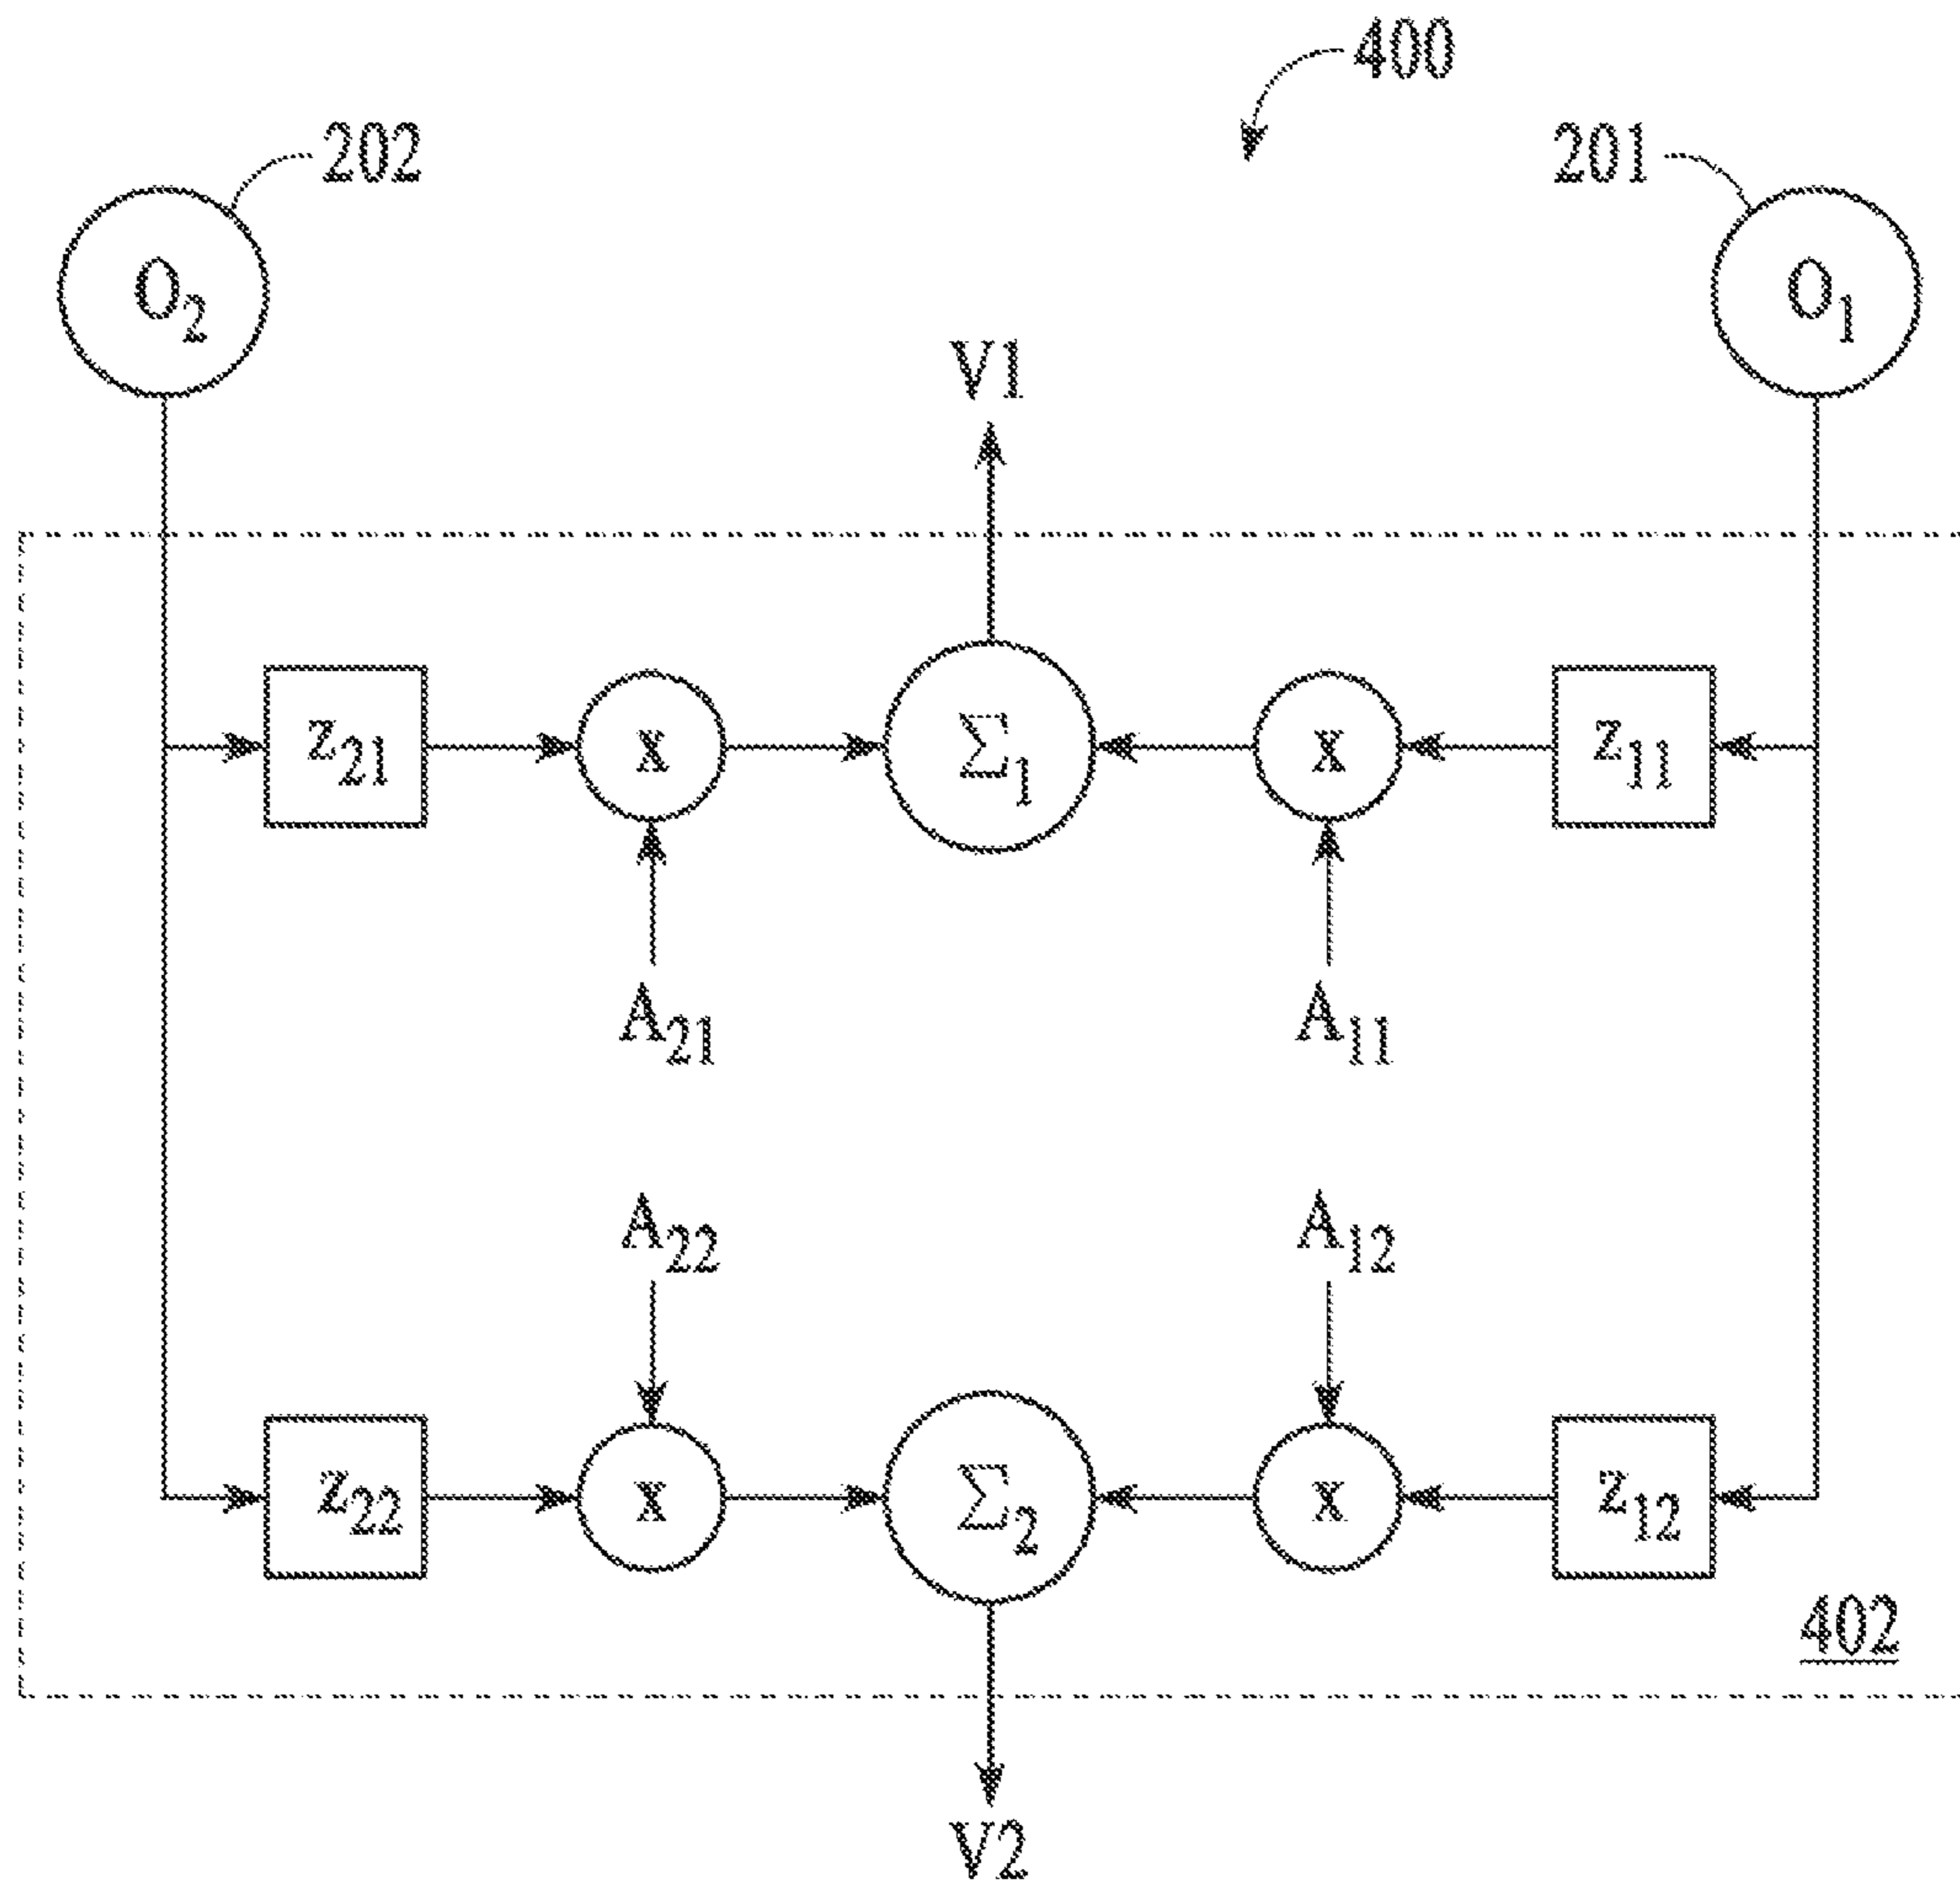 400
202
201
O₂
O₁
V1
z₂₁
x
Σ₁
x
z₁₁
A₂₁
A₁₁
A₂₂
A₁₂
z₂₂
x
Σ₂
x
z₁₂
402
V2